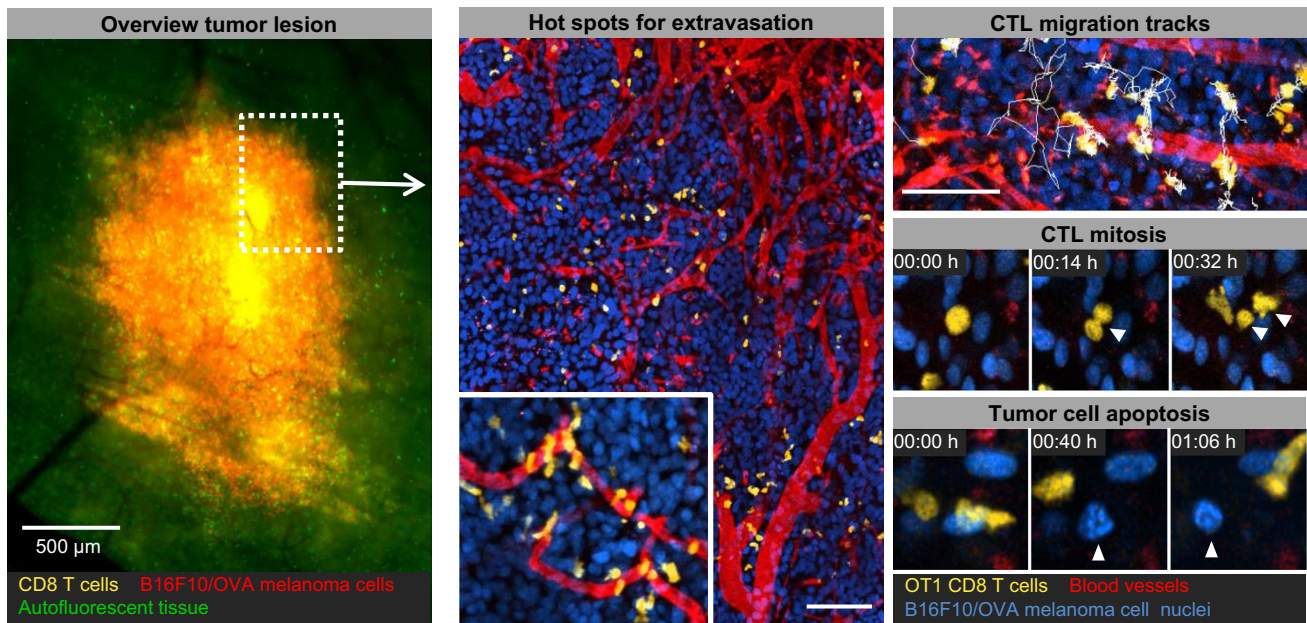 Overview tumor lesion
500 µm
CD8 T cells B16F10/OVA melanoma cells
Autofluorescent tissue
Hot spots for extravasation
CTL migration tracks
CTL mitosis
00:00 h 00:14 h 00:32 h
Tumor cell apoptosis
00:00 h 00:40 h 01:06 h
OT1 CD8 T cells Blood vessels
B16F10/OVA melanoma cell nuclei